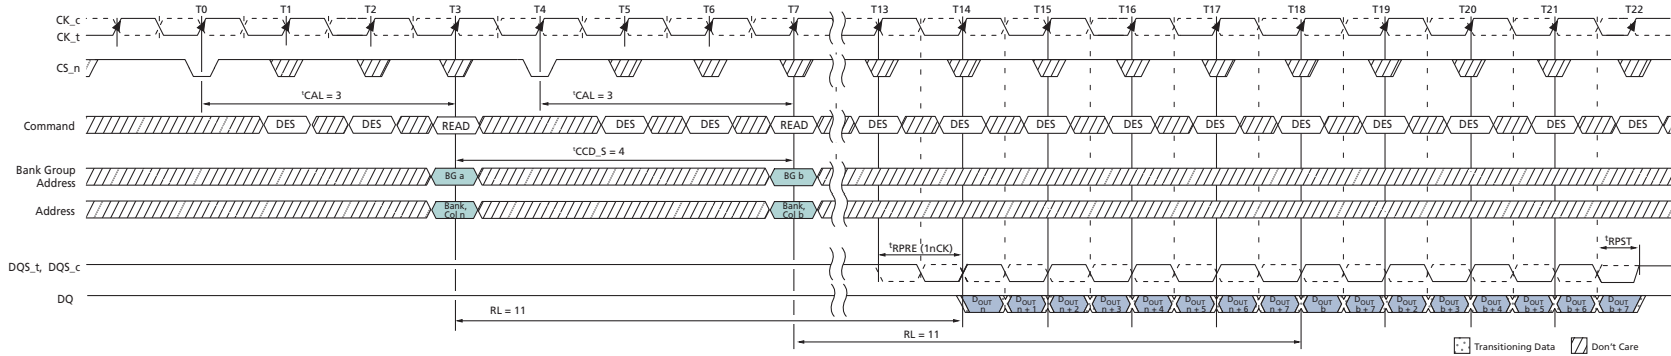 T0 T1 T2 T3 T4 T5 T6 T7 T13 T14 T15 T16 T17 T18 T19 T20 T21 T22
CK_c
CK_t
CS_n
tCAL = 3 tCAL = 3
Command DES DES READ DES DES READ DES DES DES DES DES DES DES DES DES DES
tCCD_S = 4
Bank Group
Address BG a BG b
Address Bank, Bank,
Col n Col b
tRPRE (1nCK) tRPST
DQS_t, DQS_c
DQ DOUT DOUT DOUT DOUT DOUT DOUT DOUT DOUT DOUT DOUT DOUT DOUT DOUT DOUT DOUT DOUT
n n + 1 n + 2 n + 3 n + 4 n + 5 n + 6 n + 7 b b + 7 b + 2 b + 3 b + 4 b + 5 b + 6 b + 7
RL = 11
RL = 11
Transitioning Data Don't Care